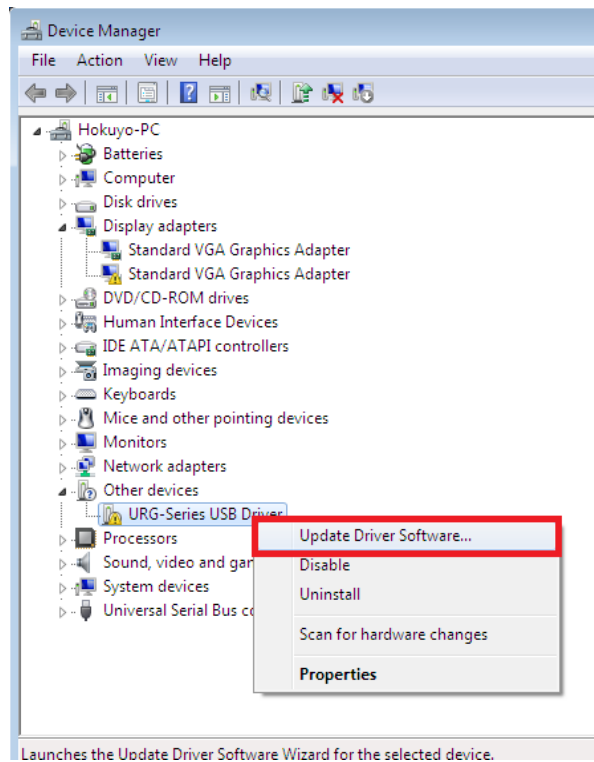 Device Manager
File Action View Help
Hokuyo-PC
Batteries
Computer
Disk drives
Display adapters
Standard VGA Graphics Adapter
Standard VGA Graphics Adapter
DVD/CD-ROM drives
Human Interface Devices
IDE ATA/ATAPI controllers
Imaging devices
Keyboards
Mice and other pointing devices
Monitors
Network adapters
Other devices
URG-Series USB Driver
Processors
Sound, video and gar
System devices
Universal Serial Bus co
Update Driver Software...
Disable
Uninstall
Scan for hardware changes
Properties
Launches the Update Driver Software Wizard for the selected device.